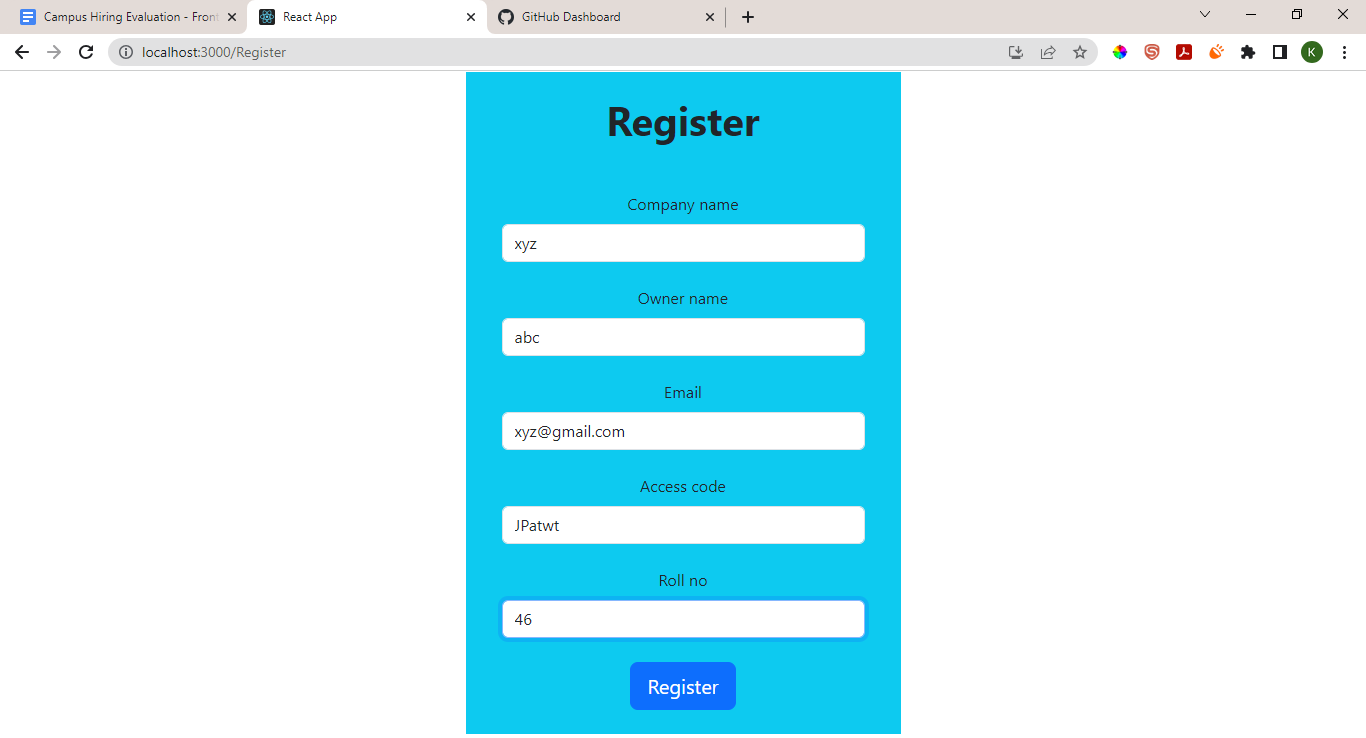 Campus Hiring Evaluation - Front
React App
GitHub Dashboard
localhost:3000/Register
K
Register
Company name
xyz
Owner name
abc
Email
xyz@gmail.com
Access code
JPatwt
Roll no
46
Register